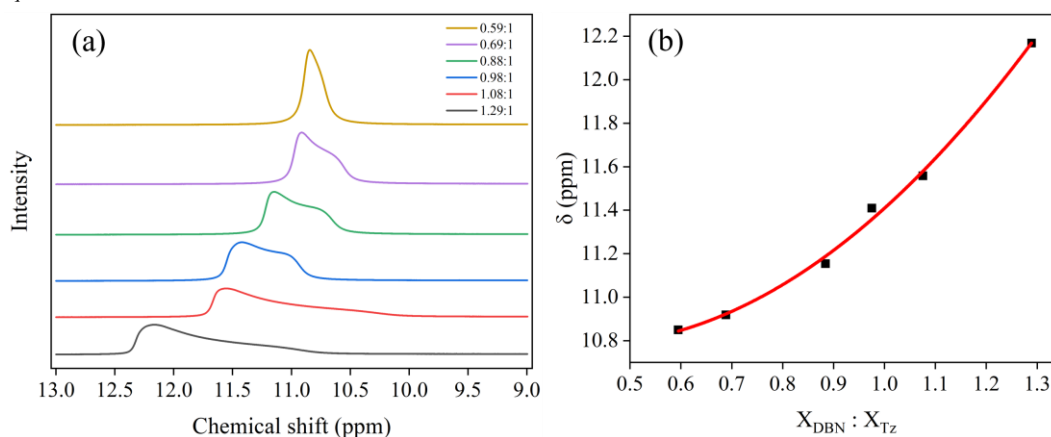 (a)
0.59:1
0.69:1
0.88:1
0.98:1
1.08:1
1.29:1
Intensity
13.0 12.5 12.0 11.5 11.0 10.5 10.0 9.5 9.0
Chemical shift (ppm)
(b)
12.2
12.0
11.8
11.6
11.4
11.2
11.0
10.8
δ (ppm)
0.5 0.6 0.7 0.8 0.9 1.0 1.1 1.2 1.3
X_DBN : X_Tz